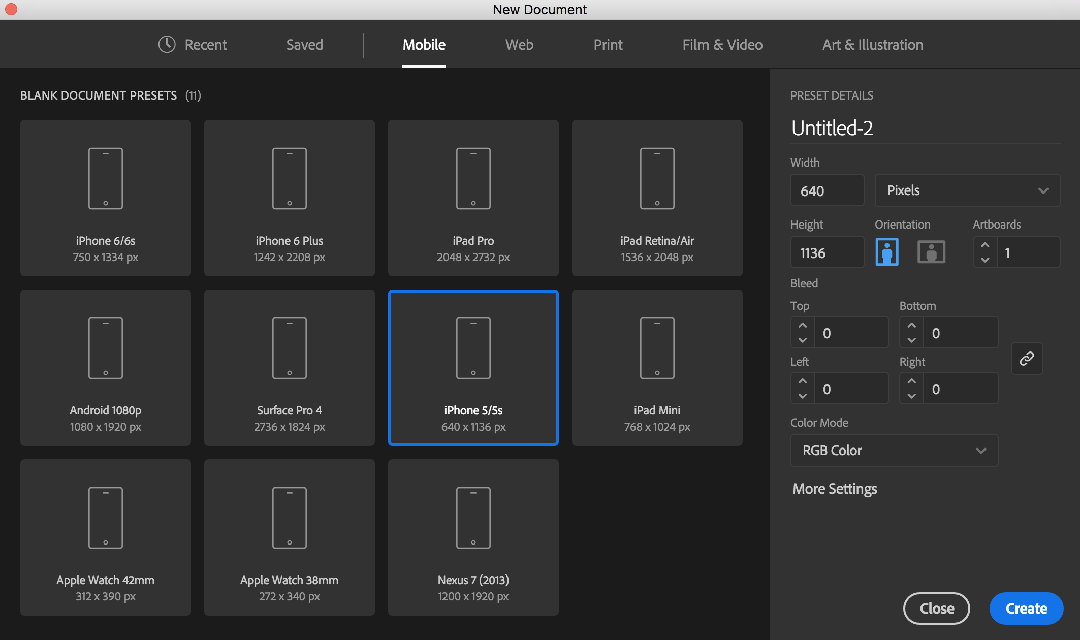 New Document
Recent Saved Mobile Web Print Film & Video Art & Illustration
BLANK DOCUMENT PRESETS (11)
iPhone 6/6s
750 x 1334 px
iPhone 6 Plus
1242 x 2208 px
iPad Pro
2048 x 2732 px
iPad Retina/Air
1536 x 2048 px
Android 1080p
1080 x 1920 px
Surface Pro 4
2736 x 1824 px
iPhone 5/5s
640 x 1136 px
iPad Mini
768 x 1024 px
Apple Watch 42mm
312 x 390 px
Apple Watch 38mm
272 x 340 px
Nexus 7 (2013)
1200 x 1920 px
PRESET DETAILS
Untitled-2
Width
640 Pixels
Height Orientation Artboards
1136 1
Bleed
Top Bottom
0 0
Left Right
0 0
Color Mode
RGB Color
More Settings
Close Create